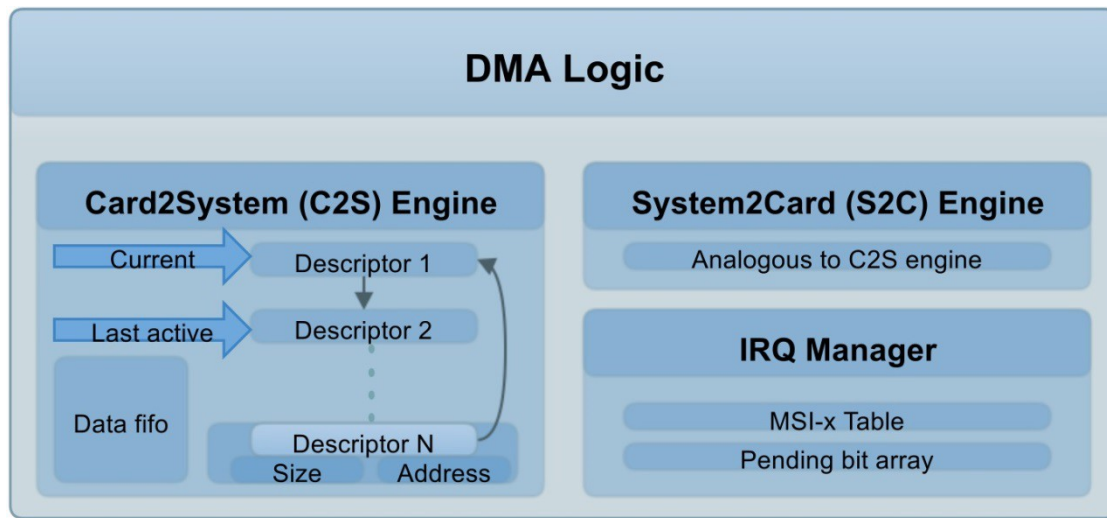 DMA Logic
Card2System (C2S) Engine
Current
Descriptor 1
Last active
Descriptor 2
Data fifo
Descriptor N
Size
Address
System2Card (S2C) Engine
Analogous to C2S engine
IRQ Manager
MSI-x Table
Pending bit array